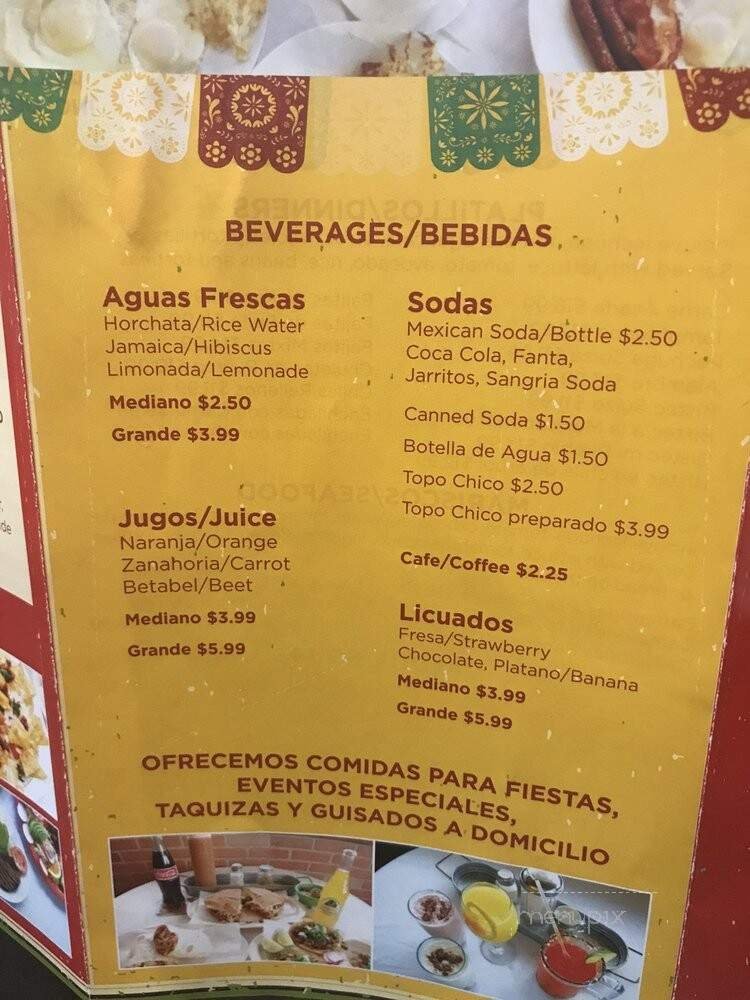 BEVERAGES/BEBIDAS
Aguas Frescas
Horchata/Rice Water
Jamaica/Hibiscus
Limonada/Lemonade
Mediano $2.50
Grande $3.99
Jugos/Juice
Naranja/Orange
Zanahoria/Carrot
Betabel/Beet
Mediano $3.99
Grande $5.99
Sodas
Mexican Soda/Bottle $2.50
Coca Cola, Fanta,
Jarritos, Sangria Soda
Canned Soda $1.50
Botella de Agua $1.50
Topo Chico $2.50
Topo Chico preparado $3.99
Cafe/Coffee $2.25
Licuados
Fresa/Strawberry
Chocolate, Platano/Banana
Mediano $3.99
Grande $5.99
OFRECEMOS COMIDAS PARA FIESTAS,
EVENTOS ESPECIALES,
TAQUIZAS Y GUISADOS A DOMICILIO
menupix